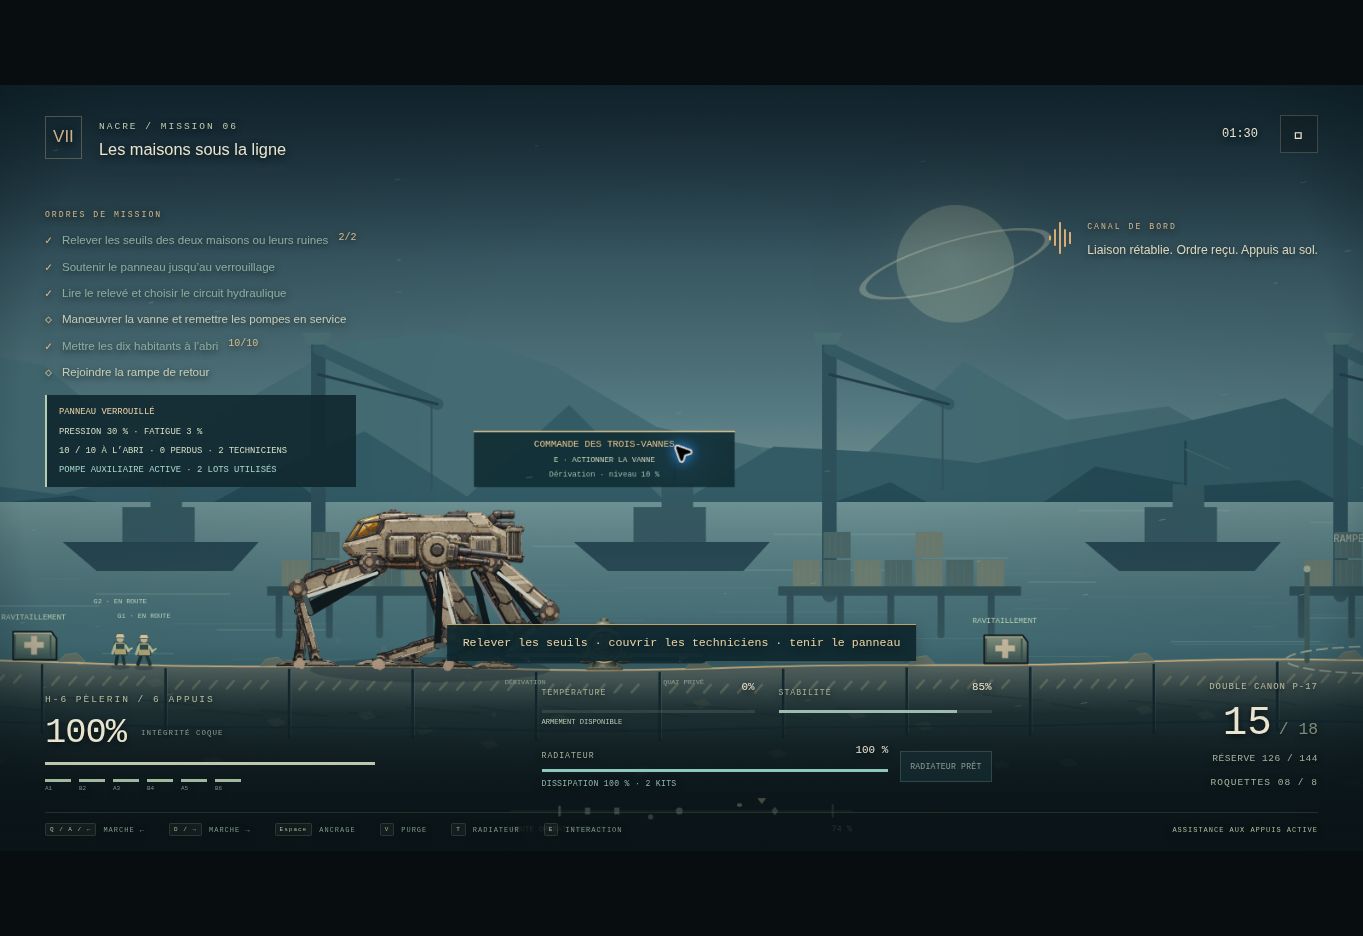 VII
NACRE / MISSION 06
Les maisons sous la ligne
01:30
ORDRES DE MISSION
✓ Relever les seuils des deux maisons ou leurs ruines 2/2
✓ Soutenir le panneau jusqu'au verrouillage
✓ Lire le relevé et choisir le circuit hydraulique
◇ Manœuvrer la vanne et remettre les pompes en service
✓ Mettre les dix habitants à l'abri 10/10
◇ Rejoindre la rampe de retour
CANAL DE BORD
Liaison rétablie. Ordre reçu. Appuis au sol.
PANNEAU VERROUILLÉ
PRESSION 30 % · FATIGUE 3 %
10 / 10 À L'ABRI · 0 PERDUS · 2 TECHNICIENS
POMPE AUXILIAIRE ACTIVE · 2 LOTS UTILISÉS
COMMANDE DES TROIS-VANNES
E · ACTIONNER LA VANNE
Dérivation · niveau 10 %
RAMPE
G2 · EN ROUTE
G1 · EN ROUTE
RAVITAILLEMENT
RAVITAILLEMENT
Relever les seuils · couvrir les techniciens · tenir le panneau
DÉRIVATION
QUAI PRIVÉ
H-6 PÈLERIN / 6 APPUIS
100% INTÉGRITÉ COQUE
A1 B2 A3 B4 A5 B6
TEMPÉRATURE 0%
ARMEMENT DISPONIBLE
STABILITÉ 85%
RADIATEUR 100 %
DISSIPATION 100 % · 2 KITS
RADIATEUR PRÊT
DOUBLE CANON P-17
15 / 18
RÉSERVE 126 / 144
ROQUETTES 08 / 8
Q / A / ← MARCHE ←
D / → MARCHE →
Espace ANCRAGE
V PURGE
T RADIATEUR
E INTERACTION
74 %
ASSISTANCE AUX APPUIS ACTIVE